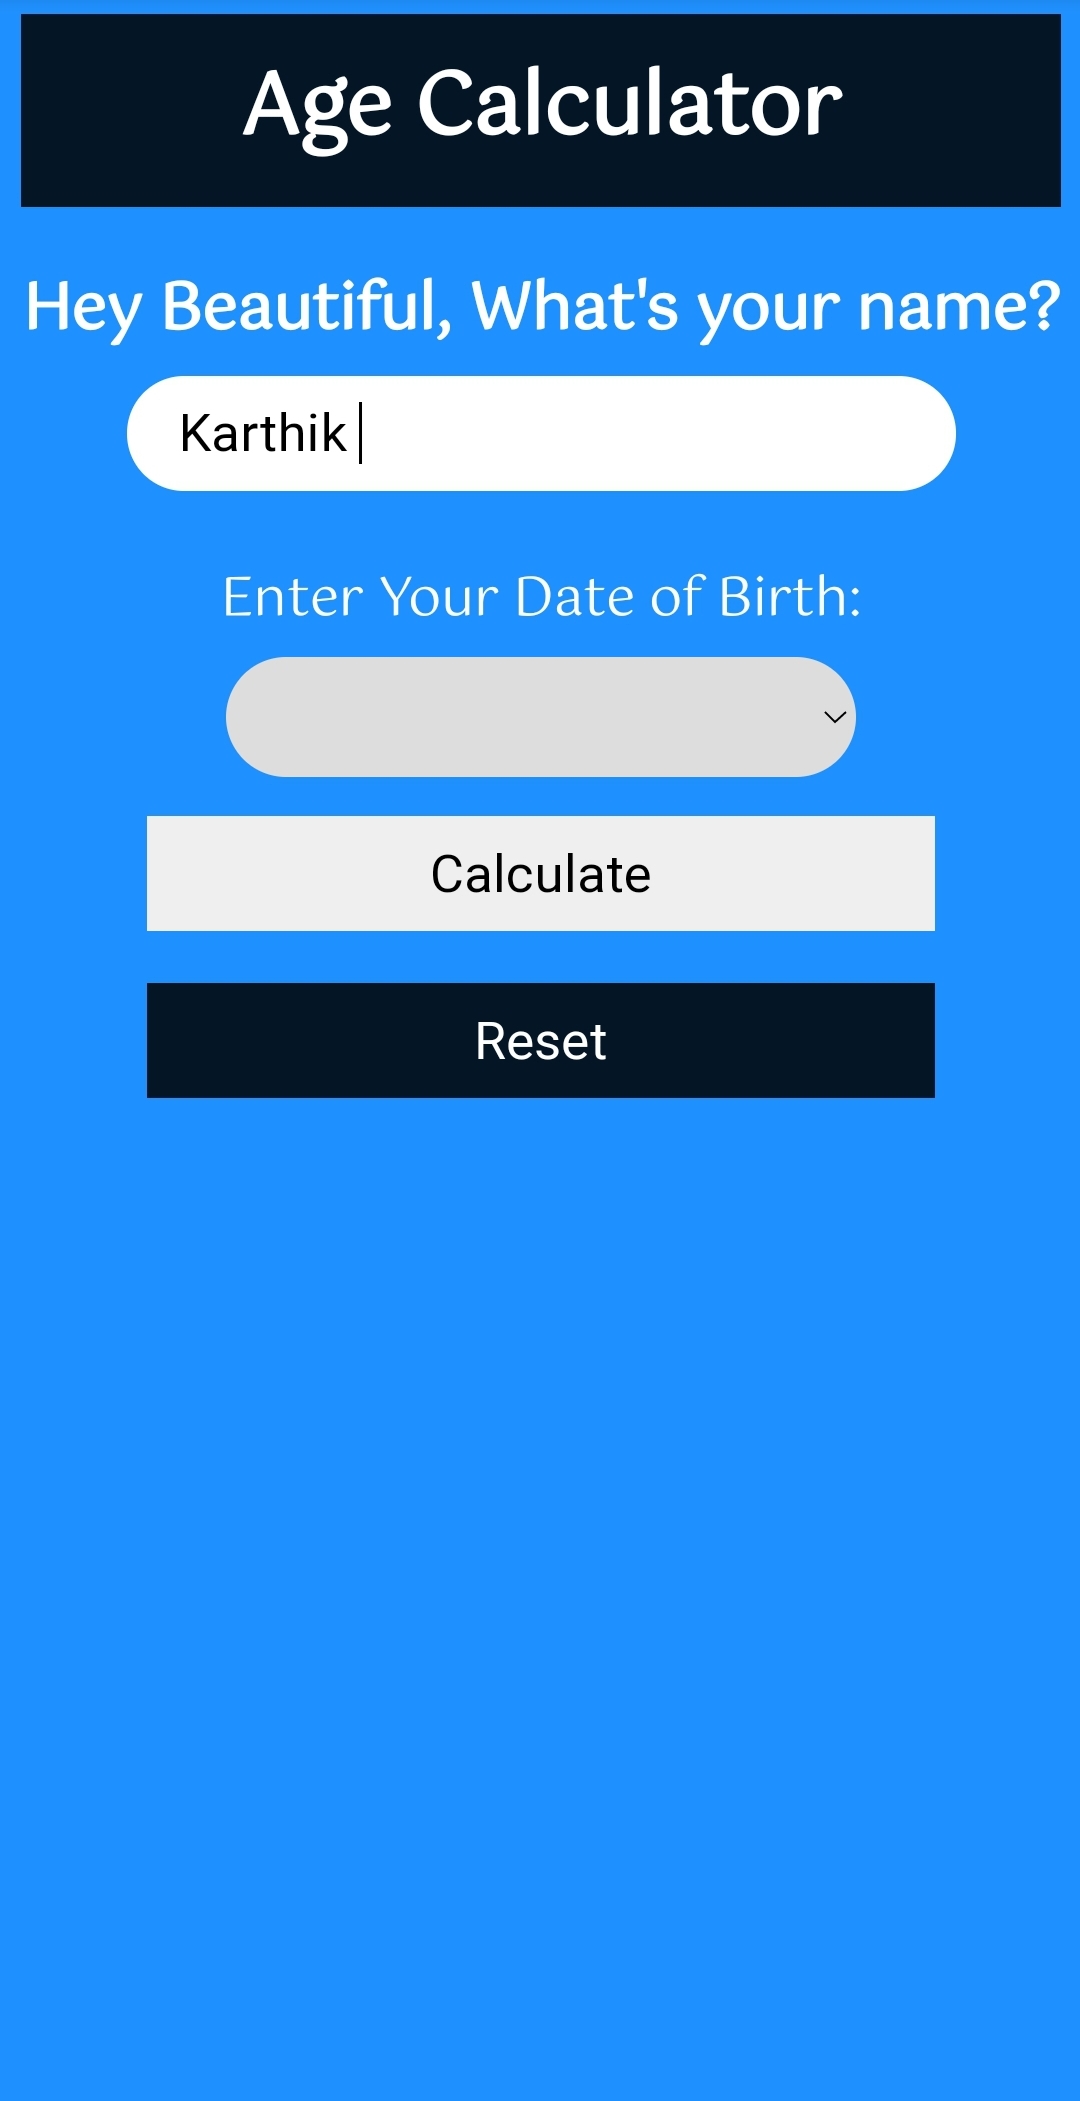 Age Calculator
Hey Beautiful, What's your name?
Karthik
Enter Your Date of Birth:
Calculate
Reset